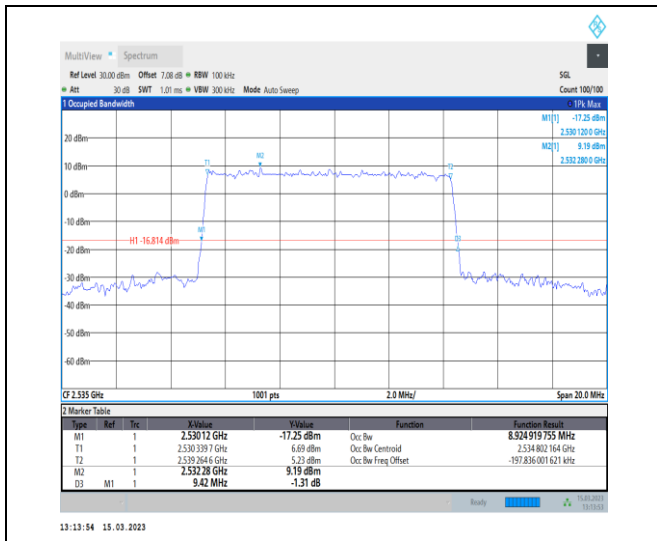 MultiView Spectrum
Ref Level 30.00 dBm Offset 7.08 dB RBW 100 kHz SGL
Att 30 dB SWT 1.01 ms VBW 300 kHz Mode Auto Sweep Count 100/100
1 Occupied Bandwidth 1Pk Max
M1[1] -17.25 dBm
2.530 120 0 GHz
M2[1] 9.19 dBm
2.532 280 0 GHz
20 dBm
T1 M2 T2
10 dBm
0 dBm
-10 dBm
M1
H1 -16.814 dBm
D3
-20 dBm
-30 dBm
-40 dBm
-50 dBm
-60 dBm
CF 2.535 GHz 1001 pts 2.0 MHz/ Span 20.0 MHz
2 Marker Table
Type Ref Trc X-Value Y-Value Function Function Result
M1 1 2.53012 GHz -17.25 dBm Occ Bw 8.924 919 755 MHz
T1 1 2.530 339 7 GHz 6.69 dBm Occ Bw Centroid 2.534 802 164 GHz
T2 1 2.539 264 6 GHz 5.23 dBm Occ Bw Freq Offset -197.836 001 621 kHz
M2 1 2.53228 GHz 9.19 dBm
D3 M1 1 9.42 MHz -1.31 dB
Ready 15.03.2023
13:13:53
13:13:54 15.03.2023